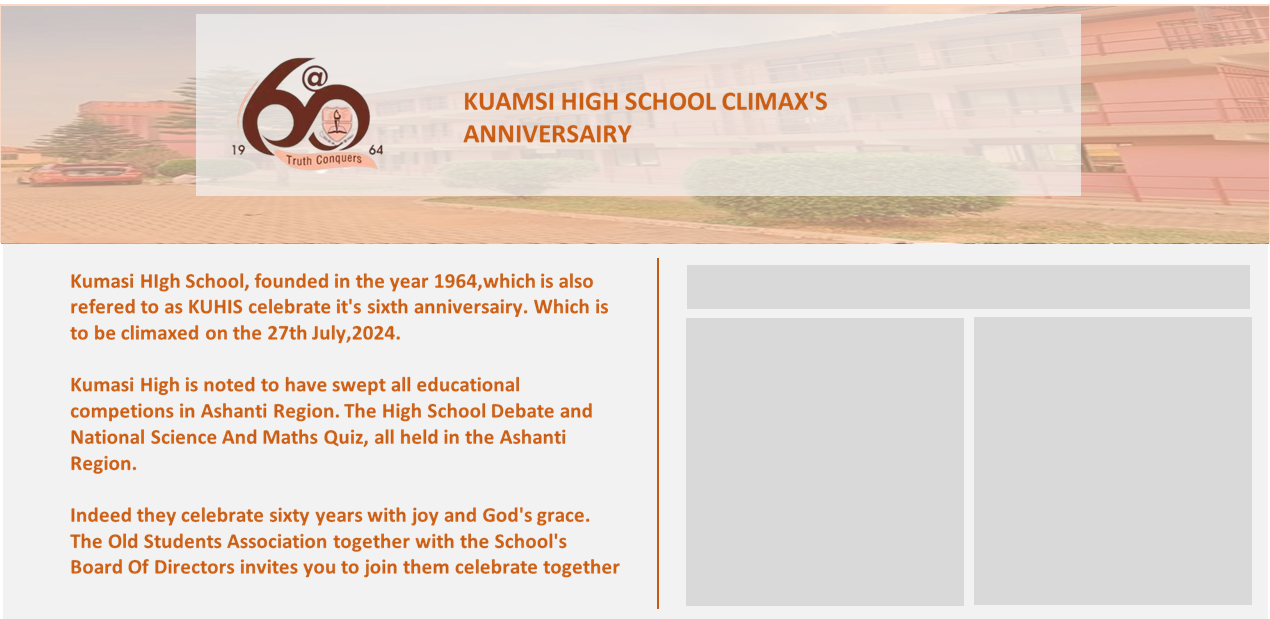 @
60
19 64
Truth Conquers
KUAMSI HIGH SCHOOL CLIMAX'S
ANNIVERSAIRY
Kumasi HIgh School, founded in the year 1964,which is also
refered to as KUHIS celebrate it's sixth anniversairy. Which is
to be climaxed on the 27th July,2024.
Kumasi High is noted to have swept all educational
competions in Ashanti Region. The High School Debate and
National Science And Maths Quiz, all held in the Ashanti
Region.
Indeed they celebrate sixty years with joy and God's grace.
The Old Students Association together with the School's
Board Of Directors invites you to join them celebrate together